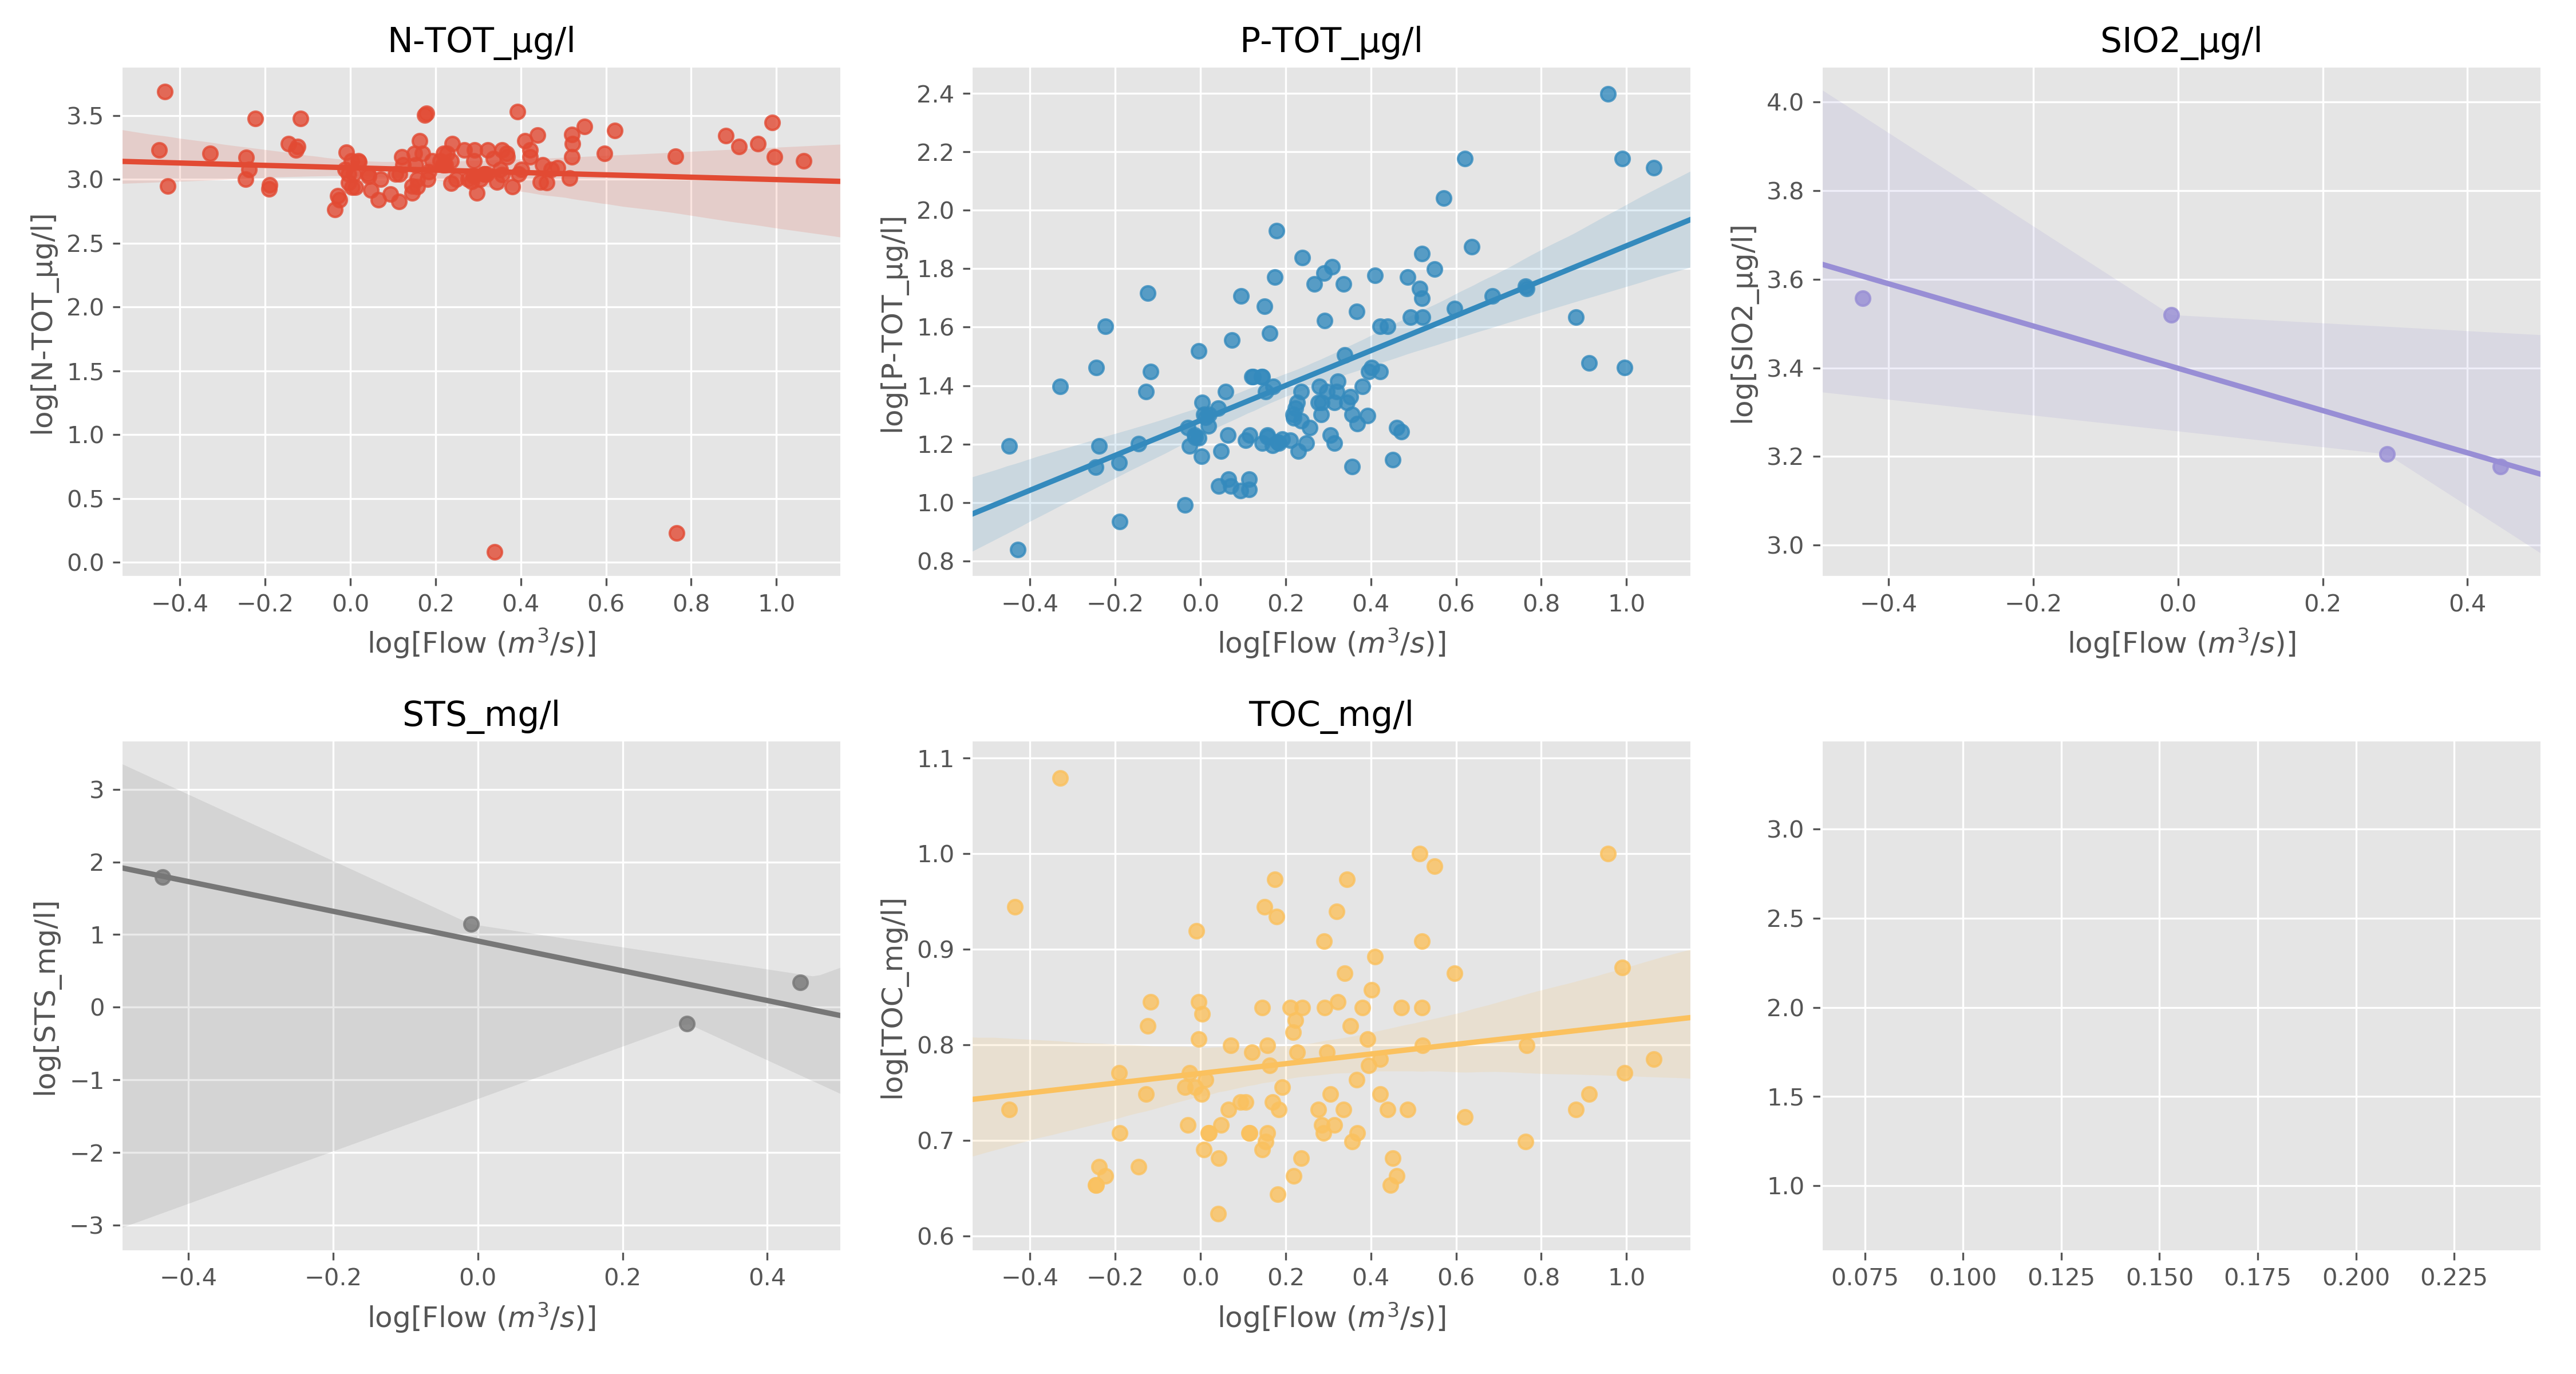 N-TOT_µg/l
P-TOT_µg/l
SIO2_µg/l
log[N-TOT_µg/l]
3.5
3.0
2.5
2.0
1.5
1.0
0.5
0.0
−0.4 −0.2 0.0 0.2 0.4 0.6 0.8 1.0
log[Flow (m³/s)]
log[P-TOT_µg/l]
2.4
2.2
2.0
1.8
1.6
1.4
1.2
1.0
0.8
−0.4 −0.2 0.0 0.2 0.4 0.6 0.8 1.0
log[Flow (m³/s)]
log[SIO2_µg/l]
4.0
3.8
3.6
3.4
3.2
3.0
−0.4 −0.2 0.0 0.2 0.4
log[Flow (m³/s)]
STS_mg/l
TOC_mg/l
log[STS_mg/l]
3
2
1
0
−1
−2
−3
−0.4 −0.2 0.0 0.2 0.4
log[Flow (m³/s)]
log[TOC_mg/l]
1.1
1.0
0.9
0.8
0.7
0.6
−0.4 −0.2 0.0 0.2 0.4 0.6 0.8 1.0
log[Flow (m³/s)]
3.0
2.5
2.0
1.5
1.0
0.075 0.100 0.125 0.150 0.175 0.200 0.225